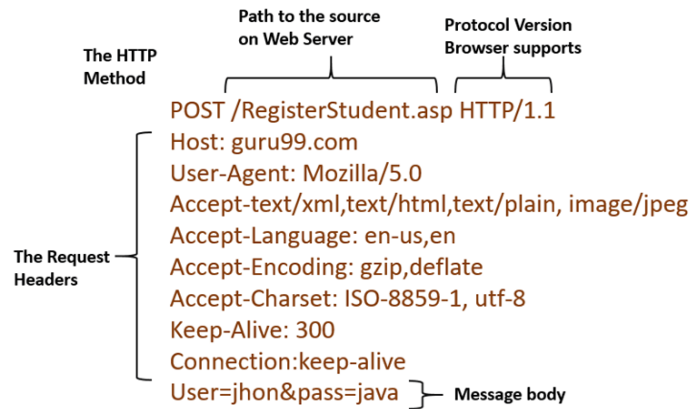 Path to the source
on Web Server
Protocol Version
Browser supports
The HTTP
Method
POST /RegisterStudent.asp HTTP/1.1
Host: guru99.com
User-Agent: Mozilla/5.0
Accept-text/xml,text/html,text/plain, image/jpeg
Accept-Language: en-us,en
Accept-Encoding: gzip,deflate
Accept-Charset: ISO-8859-1, utf-8
Keep-Alive: 300
Connection:keep-alive
The Request
Headers
User=jhon&pass=java
Message body